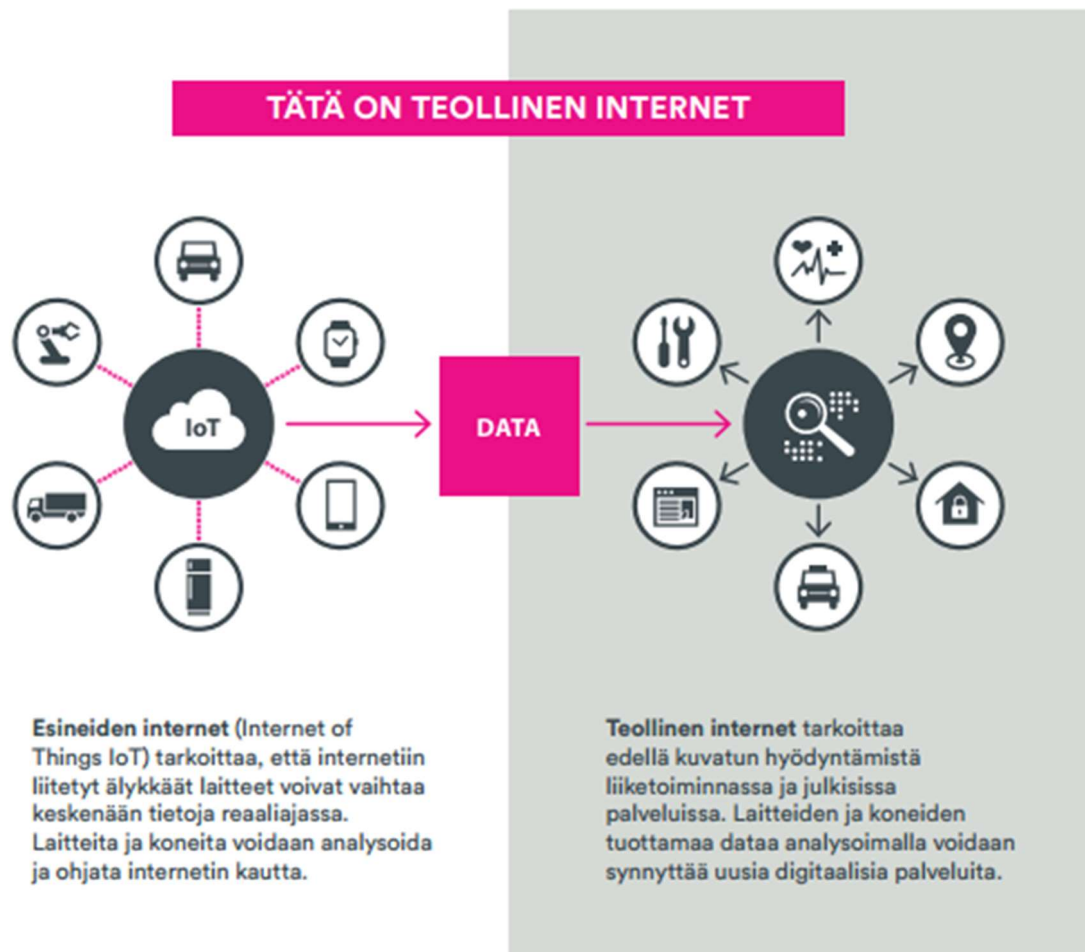 TÄTÄ ON TEOLLINEN INTERNET
IoT
DATA
Esineiden internet (Internet of
Things IoT) tarkoittaa, että internetiin
liitetyt älykkäät laitteet voivat vaihtaa
keskenään tietoja reaaliajassa.
Laitteita ja koneita voidaan analysoida
ja ohjata internetin kautta.
Teollinen internet tarkoittaa
edellä kuvatun hyödyntämistä
liiketoiminnassa ja julkisissa
palveluissa. Laitteiden ja koneiden
tuottamaa dataa analysoimalla voidaan
synnyttää uusia digitaalisia palveluita.